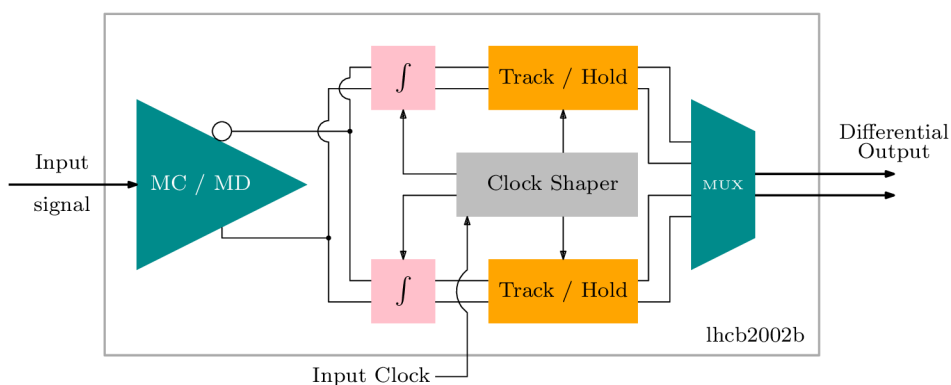 Input
signal
MC / MD
∫
Track / Hold
Clock Shaper
∫
Track / Hold
MUX
Differential
Output
lhcb2002b
Input Clock